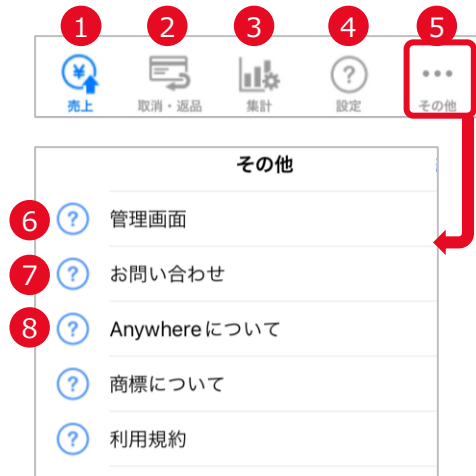 1 2 3 4 5
¥ ? ...
売上 取消・返品 集計 設定 その他
その他
6 ? 管理画面
7 ? お問い合わせ
8 ? Anywhereについて
? 商標について
? 利用規約